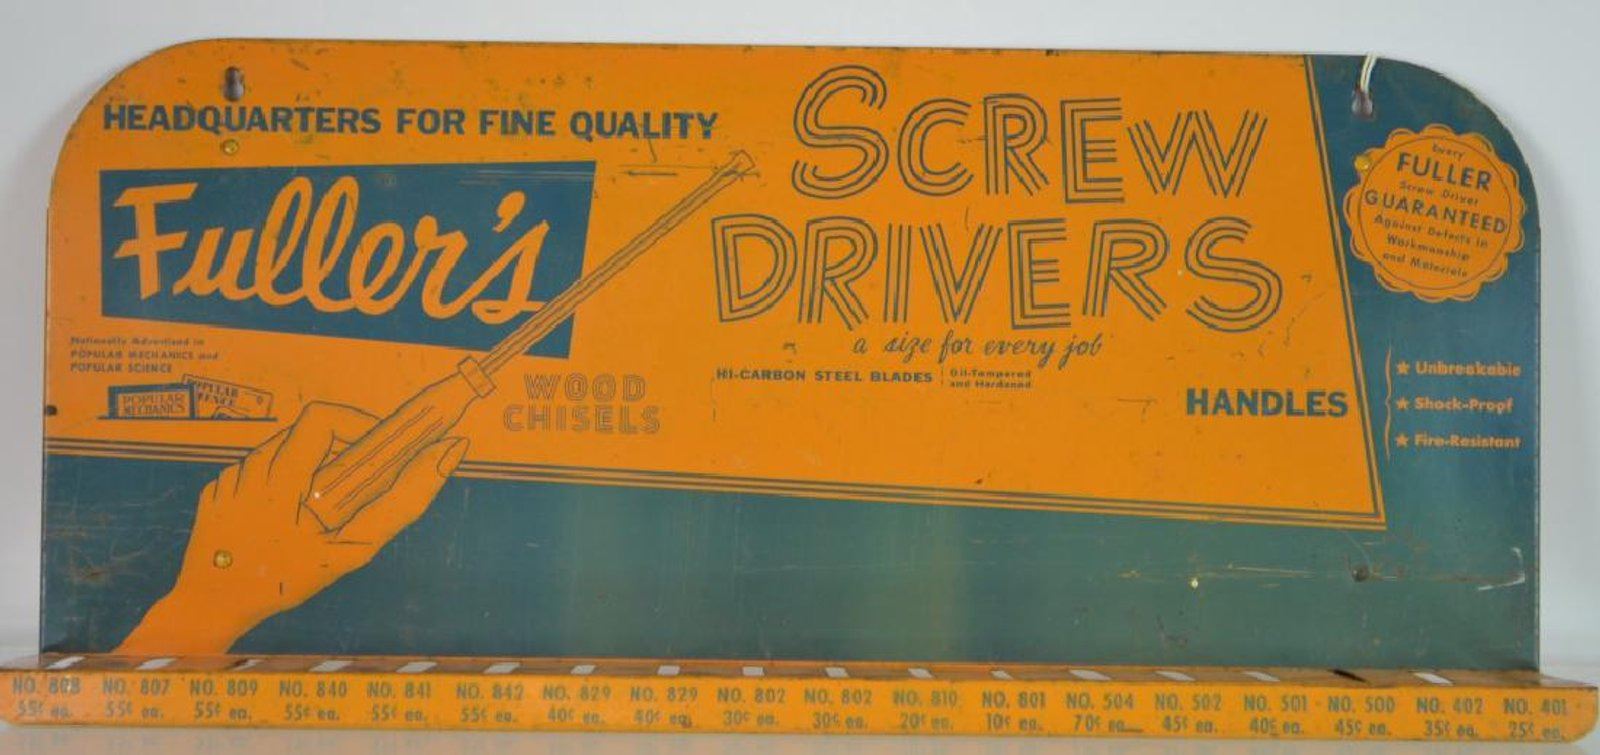 HEADQUARTERS FOR FINE QUALITY
Fuller's
SCREW
DRIVERS
a size for every job
HI-CARBON STEEL BLADES
Oil-Tempered
and Hardened
HANDLES
★ Unbreakable
★ Shock-Proof
★ Fire-Resistant
Every
FULLER
Screw Driver
GUARANTEED
Against Defects in
Workmanship
and Materials
Nationally Advertised in
POPULAR MECHANICS and
POPULAR SCIENCE
POPULAR
MECHANICS
POPULAR
WOOD
CHISELS
NO. 808 NO. 807 NO. 809 NO. 840 NO. 841 NO. 842 NO. 829 NO. 829 NO. 802 NO. 802 NO. 810 NO. 801 NO. 504 NO. 502 NO. 501 NO. 500 NO. 402 NO. 401
55¢ ea. 55¢ ea. 55¢ ea. 55¢ ea. 55¢ ea. 55¢ ea. 40¢ ea. 40¢ ea. 30¢ ea. 30¢ ea. 20¢ ea. 10¢ ea. 70¢ ea. 45¢ ea. 40¢ ea. 45¢ ea. 35¢ ea. 25¢ ea.